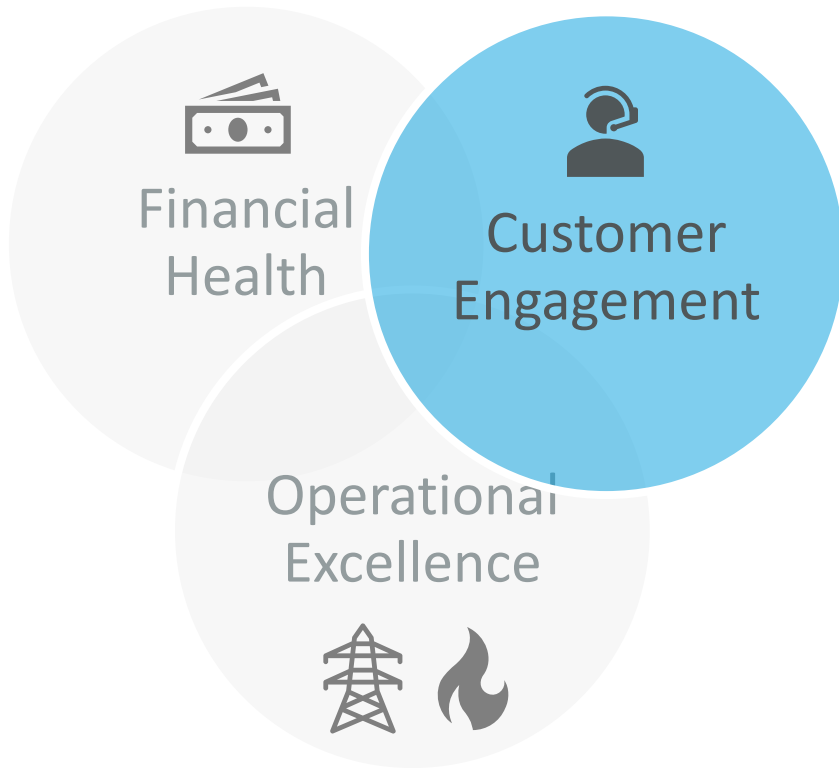 Financial
Health
Customer
Engagement
Operational
Excellence